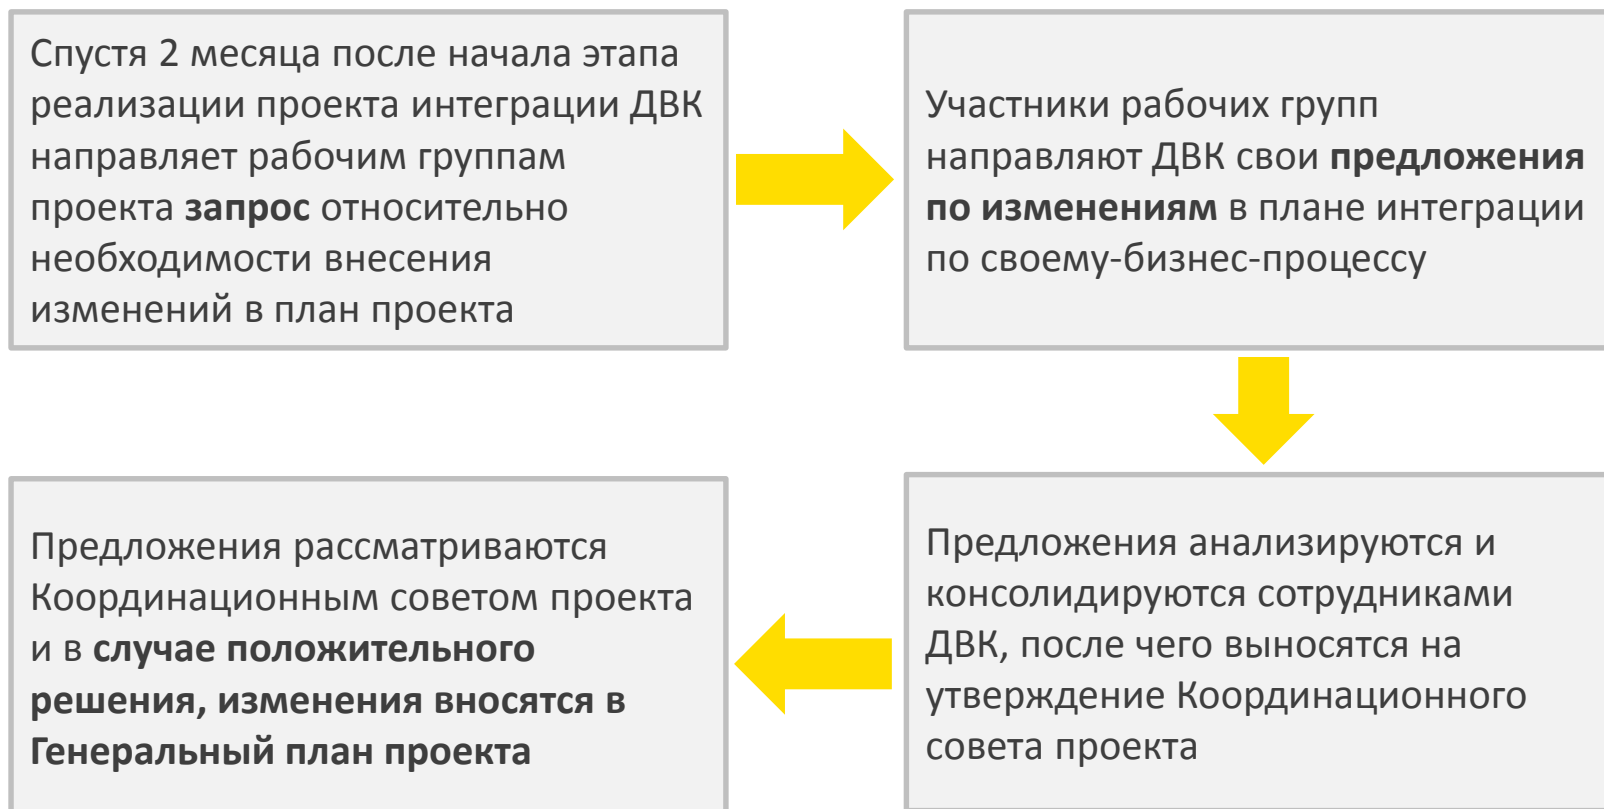 Спустя 2 месяца после начала этапа
реализации проекта интеграции ДВК
направляет рабочим группам
проекта запрос относительно
необходимости внесения
изменений в план проекта
Участники рабочих групп
направляют ДВК свои предложения
по изменениям в плане интеграции
по своему-бизнес-процессу
Предложения анализируются и
консолидируются сотрудниками
ДВК, после чего выносятся на
утверждение Координационного
совета проекта
Предложения рассматриваются
Координационным советом проекта
и в случае положительного
решения, изменения вносятся в
Генеральный план проекта